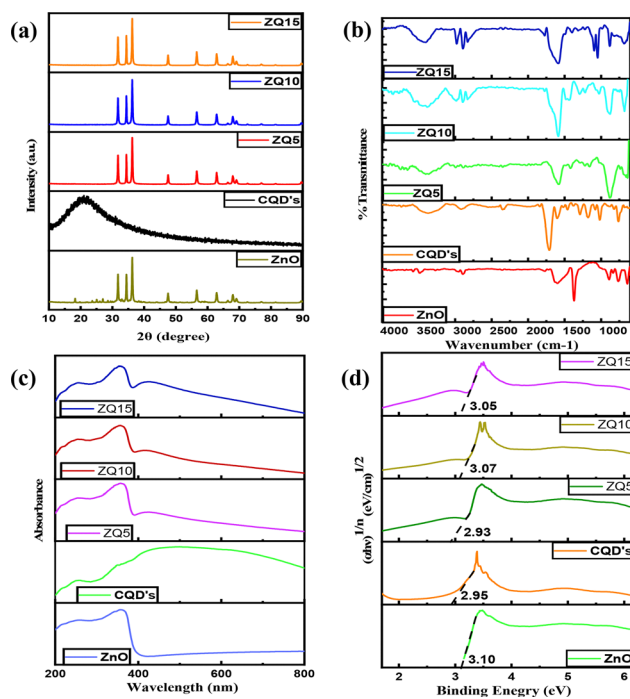 (a)
ZQ15
ZQ10
ZQ5
CQD's
ZnO
Intensity (a.u.)
10 20 30 40 50 60 70 80 90
2θ (degree)
(b)
ZQ15
ZQ10
ZQ5
CQD's
ZnO
% Transmittance
4000 3500 3000 2500 2000 1500 1000
Wavenumber (cm-1)
(c)
ZQ15
ZQ10
ZQ5
CQD's
ZnO
Absorbance
200 400 600 800
Wavelength (nm)
(d)
ZQ15
3.05
ZQ10
3.07
ZQ5
2.93
CQD's
2.95
3.10
ZnO
(αhν) 1/n (eV/cm) 1/2
2 3 4 5 6
Binding Enegry (eV)